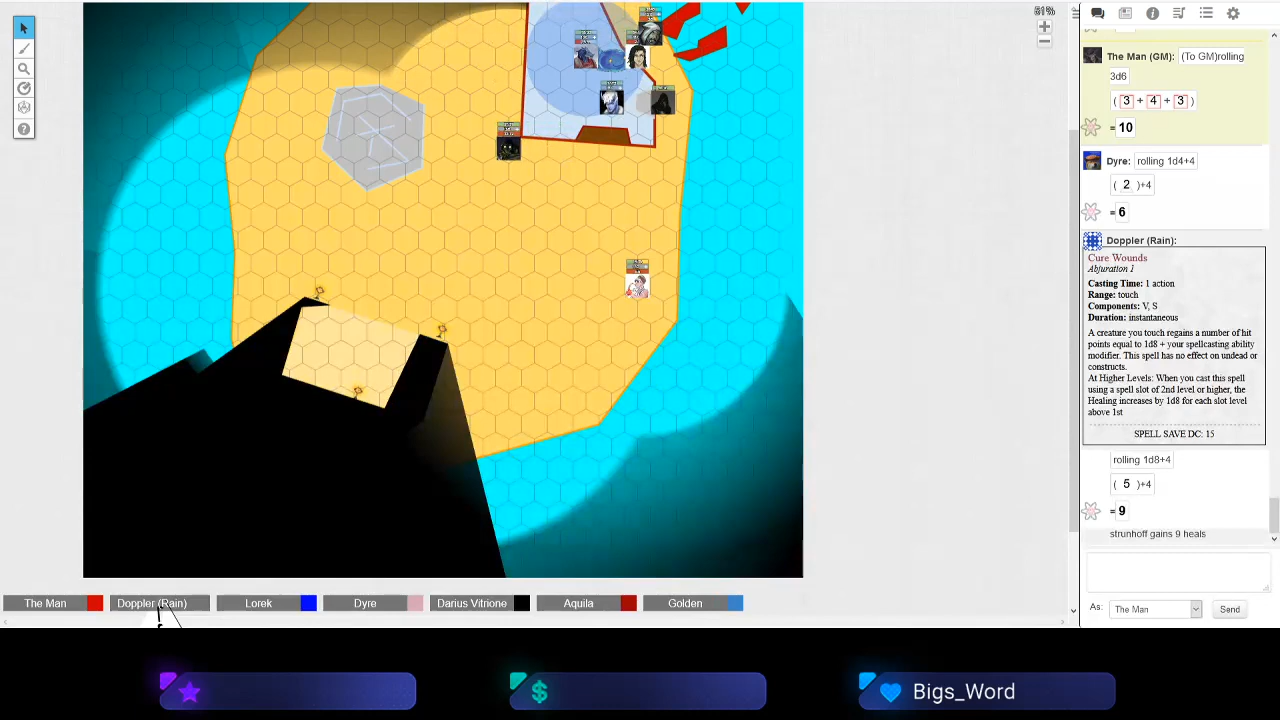 51%
The Man (GM): (To GM)rolling
3d6
( 3 + 4 + 3 )
= 10
Dyre: rolling 1d4+4
( 2 )+4
= 6
Doppler (Rain):
Cure Wounds
Abjuration 1
Casting Time: 1 action
Range: touch
Components: V, S
Duration: instantaneous
A creature you touch regains a number of hit
points equal to 1d8 + your spellcasting ability
modifier. This spell has no effect on undead or
constructs.
At Higher Levels: When you cast this spell
using a spell slot of 2nd level or higher, the
Healing increases by 1d8 for each slot level
above 1st
SPELL SAVE DC: 15
rolling 1d8+4
( 5 )+4
= 9
strunhoff gains 9 heals
As: The Man
Send
The Man
Doppler (Rain)
Lorek
Dyre
Darius Vitrione
Aquila
Golden
Bigs_Word